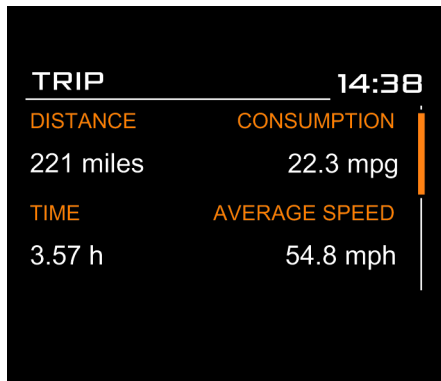 TRIP 14:38
DISTANCE CONSUMPTION
221 miles 22.3 mpg
TIME AVERAGE SPEED
3.57 h 54.8 mph